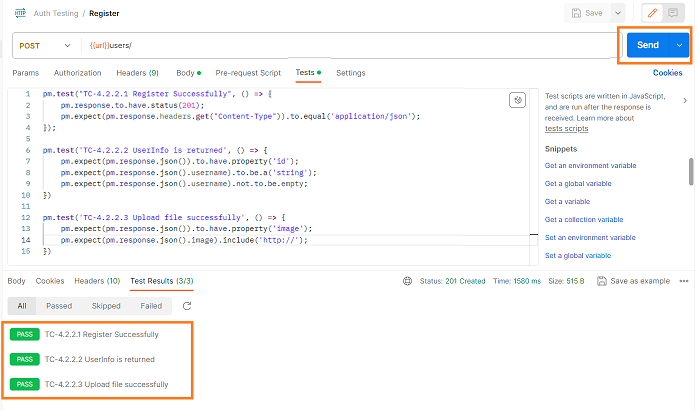 HTTP Auth Testing / Register Save
POST {{url}}users/ Send
Params Authorization Headers (9) Body Pre-request Script Tests Settings Cookies
1 pm.test("TC-4.2.2.1 Register Successfully", () => {
2 pm.response.to.have.status(201);
3 pm.expect(pm.response.headers.get("Content-Type")).to.equal('application/json');
4 });
5
6 pm.test('TC-4.2.2.2 UserInfo is returned', () => {
7 pm.expect(pm.response.json()).to.have.property('id');
8 pm.expect(pm.response.json().username).to.be.a('string');
9 pm.expect(pm.response.json().username).not.to.be.empty;
10 })
11
12 pm.test('TC-4.2.2.3 Upload file successfully', () => {
13 pm.expect(pm.response.json()).to.have.property('image');
14 pm.expect(pm.response.json().image).include('http://');
15 })
Test scripts are written in JavaScript,
and are run after the response is
received. Learn more about
tests scripts
Snippets
Get an environment variable
Get a global variable
Get a variable
Get a collection variable
Set an environment variable
Set a global variable
Body Cookies Headers (10) Test Results (3/3) Status: 201 Created Time: 1580 ms Size: 515 B Save as example
All Passed Skipped Failed
PASS TC-4.2.2.1 Register Successfully
PASS TC-4.2.2.2 UserInfo is returned
PASS TC-4.2.2.3 Upload file successfully